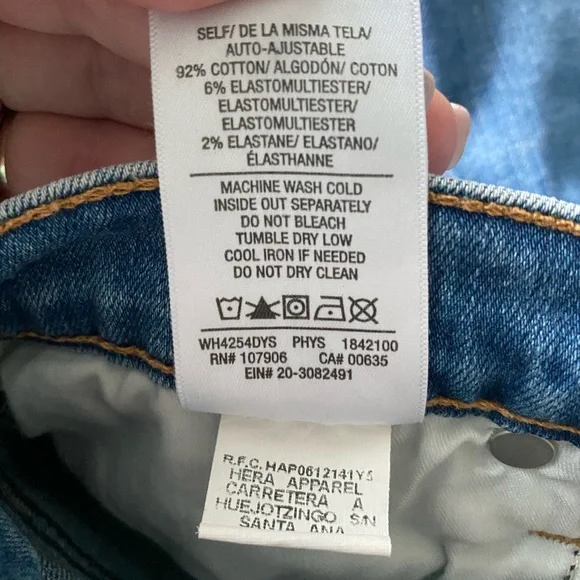 SELF/ DE LA MISMA TELA/
AUTO-AJUSTABLE
92% COTTON/ ALGODÓN/ COTON
6% ELASTOMULTIESTER/
ELASTOMULTIESTER/
ELASTOMULTIESTER
2% ELASTANE/ ELASTANO/
ÉLASTHANNE
MACHINE WASH COLD
INSIDE OUT SEPARATELY
DO NOT BLEACH
TUMBLE DRY LOW
COOL IRON IF NEEDED
DO NOT DRY CLEAN
WH4254DYS PHYS 1842100
RN# 107906 CA# 00635
EIN# 20-3082491
R.F.C. HAP0612141Y5
HERA APPAREL
CARRETERA A
HUEJOTZINGO S/N
SANTA ANA